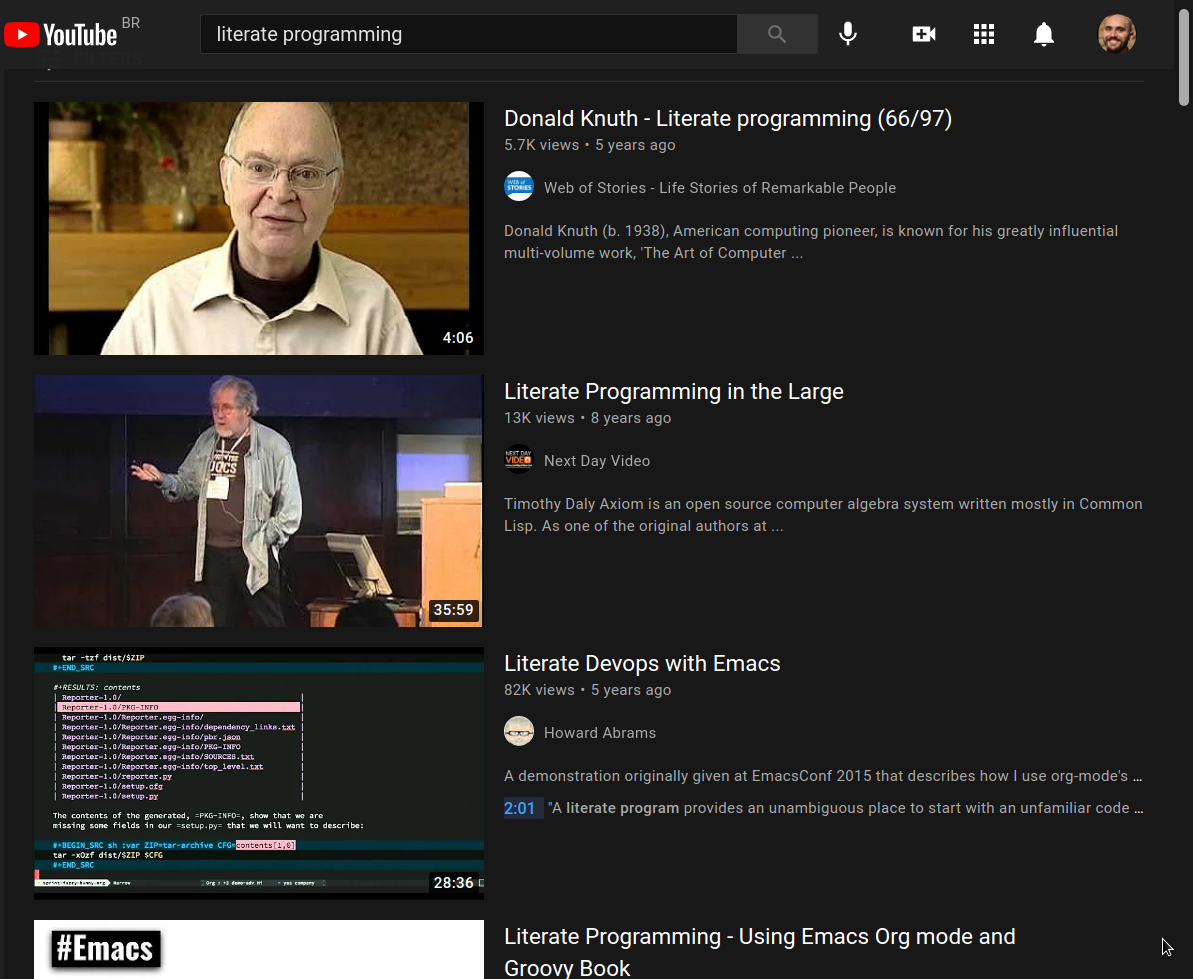 YouTube BR
literate programming
Donald Knuth - Literate programming (66/97)
5.7K views • 5 years ago
WEB of STORIES
Web of Stories - Life Stories of Remarkable People
Donald Knuth (b. 1938), American computing pioneer, is known for his greatly influential
multi-volume work, 'The Art of Computer ...
4:06
Literate Programming in the Large
13K views • 8 years ago
NEXT DAY
VIDEO
Next Day Video
Timothy Daly Axiom is an open source computer algebra system written mostly in Common
Lisp. As one of the original authors at ...
35:59
tar -tzf dist/$ZIP
#+END_SRC
#+RESULTS: contents
| Reporter-1.0/ |
| Reporter-1.0/PKG-INFO |
| Reporter-1.0/Reporter.egg-info/ |
| Reporter-1.0/Reporter.egg-info/dependency_links.txt |
| Reporter-1.0/Reporter.egg-info/pbr.json |
| Reporter-1.0/Reporter.egg-info/PKG-INFO |
| Reporter-1.0/Reporter.egg-info/SOURCES.txt |
| Reporter-1.0/Reporter.egg-info/top_level.txt |
| Reporter-1.0/reporter.py |
| Reporter-1.0/setup.cfg |
| Reporter-1.0/setup.py |
The contents of the generated, =PKG-INFO=, show that we are
missing some fields in our =setup.py= that we will want to describe:
#+BEGIN_SRC sh :var ZIP=tar-archive CFG=contents[1,0]
tar -xOzf dist/$ZIP $CFG
#+END_SRC
28:36
Literate Devops with Emacs
82K views • 5 years ago
Howard Abrams
A demonstration originally given at EmacsConf 2015 that describes how I use org-mode's ...
2:01 "A literate program provides an unambiguous place to start with an unfamiliar code ...
#Emacs
Literate Programming - Using Emacs Org mode and
Groovy Book